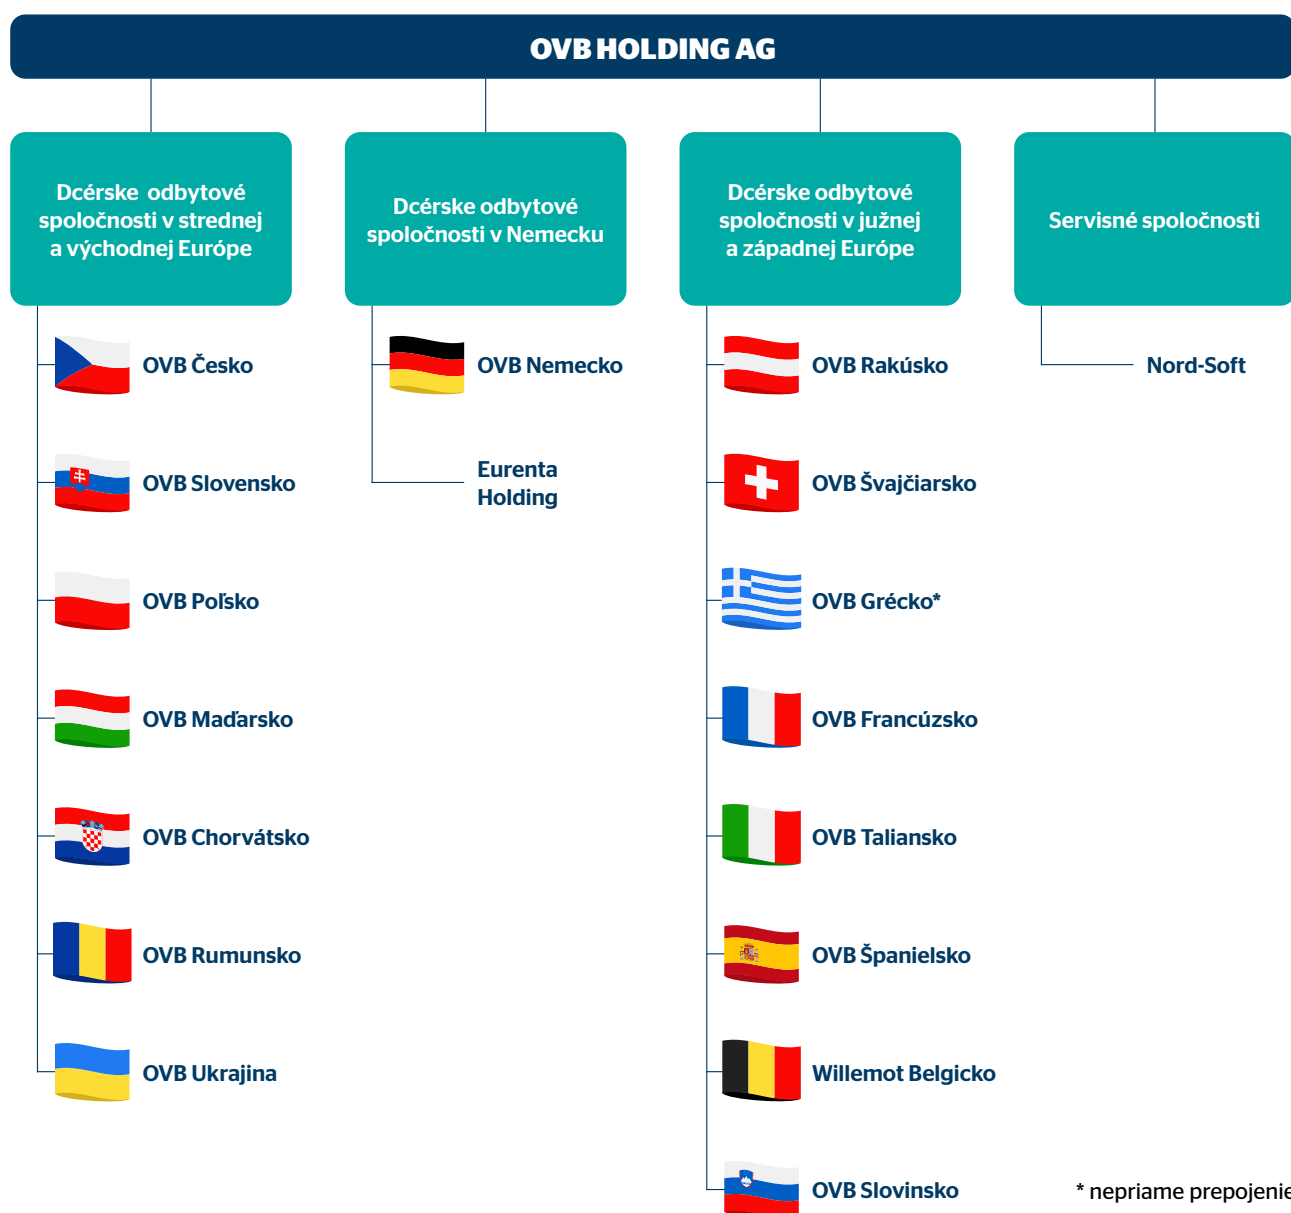 OVB HOLDING AG
Dcérske odbytové
spoločnosti v strednej
a východnej Európe
OVB Česko
OVB Slovensko
OVB Poľsko
OVB Maďarsko
OVB Chorvátsko
OVB Rumunsko
OVB Ukrajina
Dcérske odbytové
spoločnosti v Nemecku
OVB Nemecko
Eurenta
Holding
Dcérske odbytové
spoločnosti v južnej
a západnej Európe
OVB Rakúsko
OVB Švajčiarsko
OVB Grécko*
OVB Francúzsko
OVB Taliansko
OVB Španielsko
Willemot Belgicko
OVB Slovinsko
Servisné spoločnosti
Nord-Soft
* nepriame prepojenie